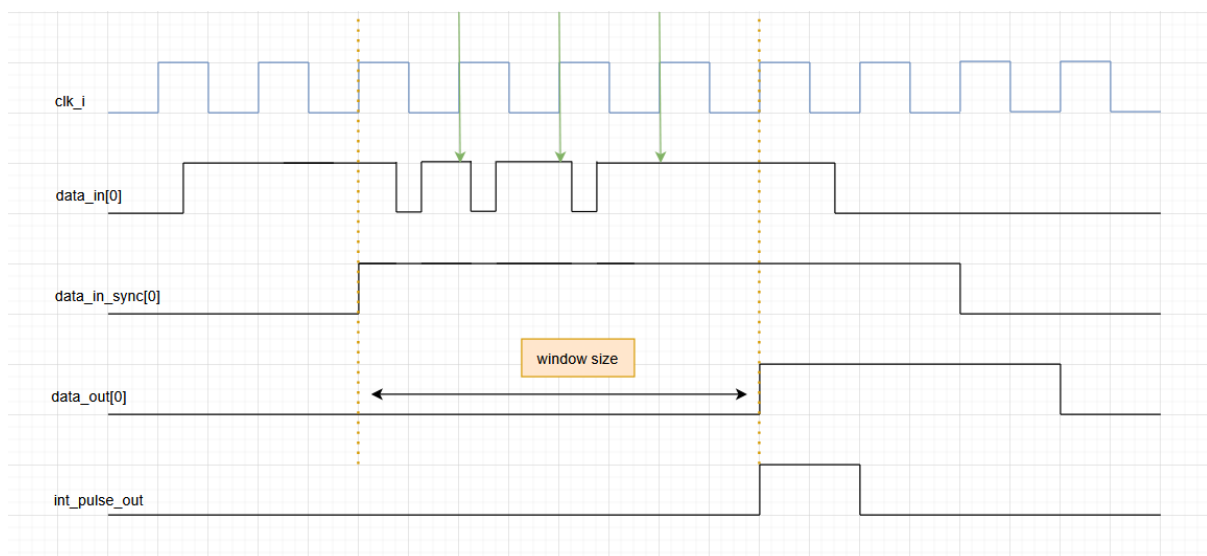 clk_i
data_in[0]
data_in_sync[0]
window size
data_out[0]
int_pulse_out